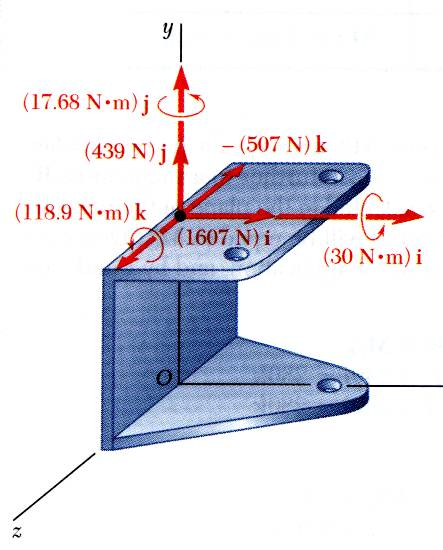 y
(17.68 N•m) j
(439 N) j
– (507 N) k
(118.9 N•m) k
(1607 N) i
(30 N•m) i
O
z